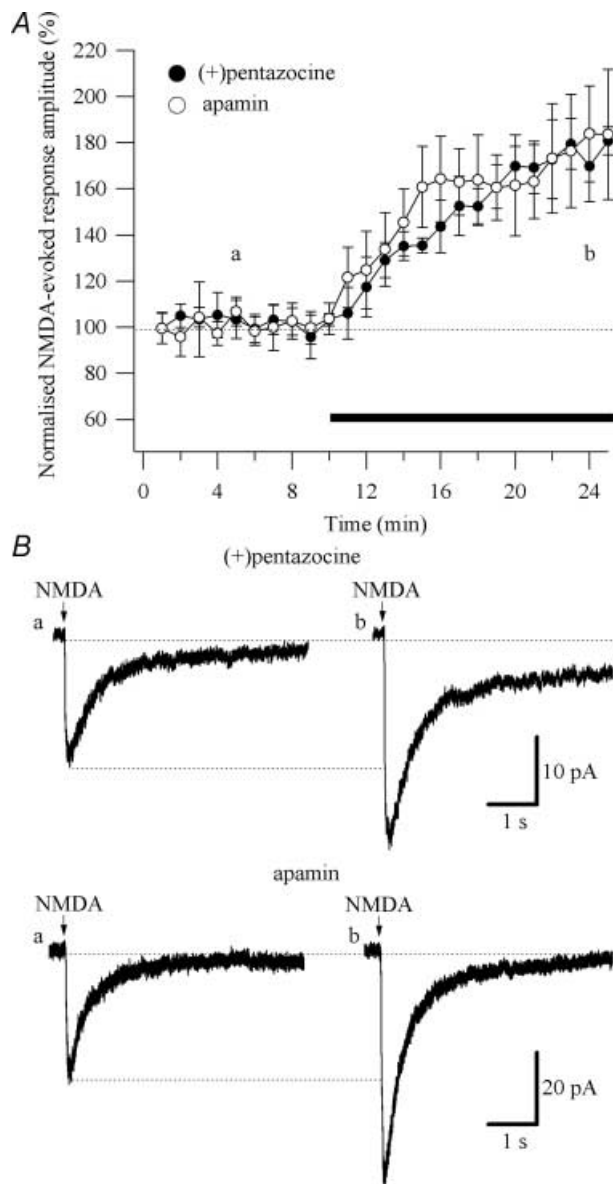 A
Normalised NMDA-evoked response amplitude (%)
220
200
180
160
140
120
100
80
60
(+)pentazocine
apamin
a
b
0 4 8 12 16 20 24
Time (min)
B
(+)pentazocine
NMDA NMDA
a b
10 pA
1 s
apamin
NMDA NMDA
a b
20 pA
1 s